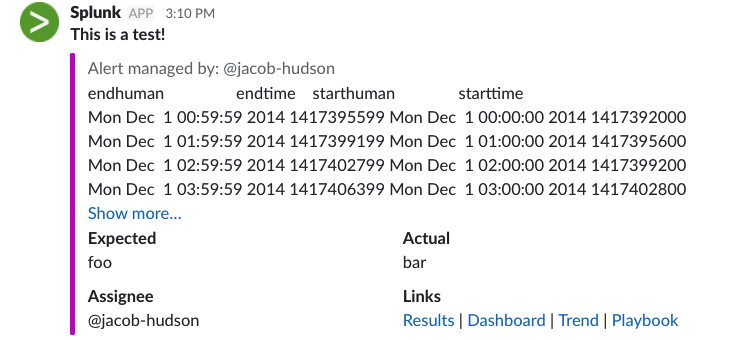 Splunk APP 3:10 PM
This is a test!
Alert managed by: @jacob-hudson
endhuman endtime starthuman starttime
Mon Dec  1 00:59:59 2014 1417395599 Mon Dec  1 00:00:00 2014 1417392000
Mon Dec  1 01:59:59 2014 1417399199 Mon Dec  1 01:00:00 2014 1417395600
Mon Dec  1 02:59:59 2014 1417402799 Mon Dec  1 02:00:00 2014 1417399200
Mon Dec  1 03:59:59 2014 1417406399 Mon Dec  1 03:00:00 2014 1417402800
Show more...
Expected Actual
foo bar
Assignee Links
@jacob-hudson Results | Dashboard | Trend | Playbook